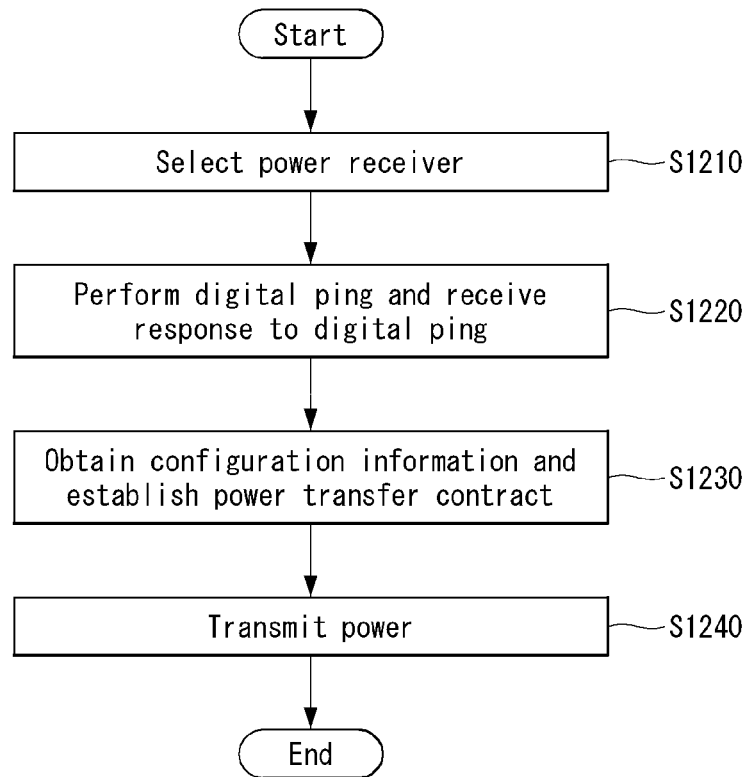 Start
Select power receiver
S1210
Perform digital ping and receive
response to digital ping
S1220
Obtain configuration information and
establish power transfer contract
S1230
Transmit power
S1240
End